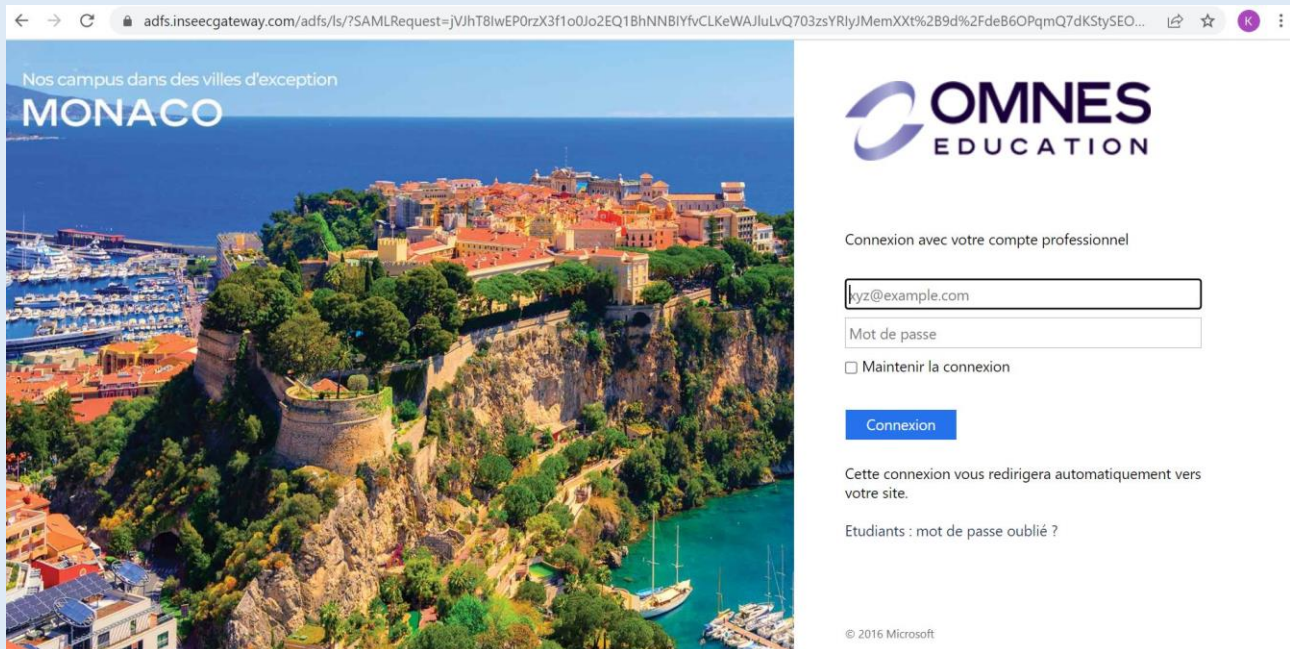 adfs.inseecgateway.com/adfs/ls/?SAMLRequest=jVJhT8IwEP0rzX3f1o0Jo2EQ1BhNNBIYfvCLKeWAJluLvQ703zsYRIyJMemXXt%2B9d%2FdeB6OPqmQ7dKStySEO...
K
Nos campus dans des villes d'exception
MONACO
OMNES
EDUCATION
Connexion avec votre compte professionnel
xyz@example.com
Mot de passe
Maintenir la connexion
Connexion
Cette connexion vous redirigera automatiquement vers
votre site.
Etudiants : mot de passe oublié ?
© 2016 Microsoft